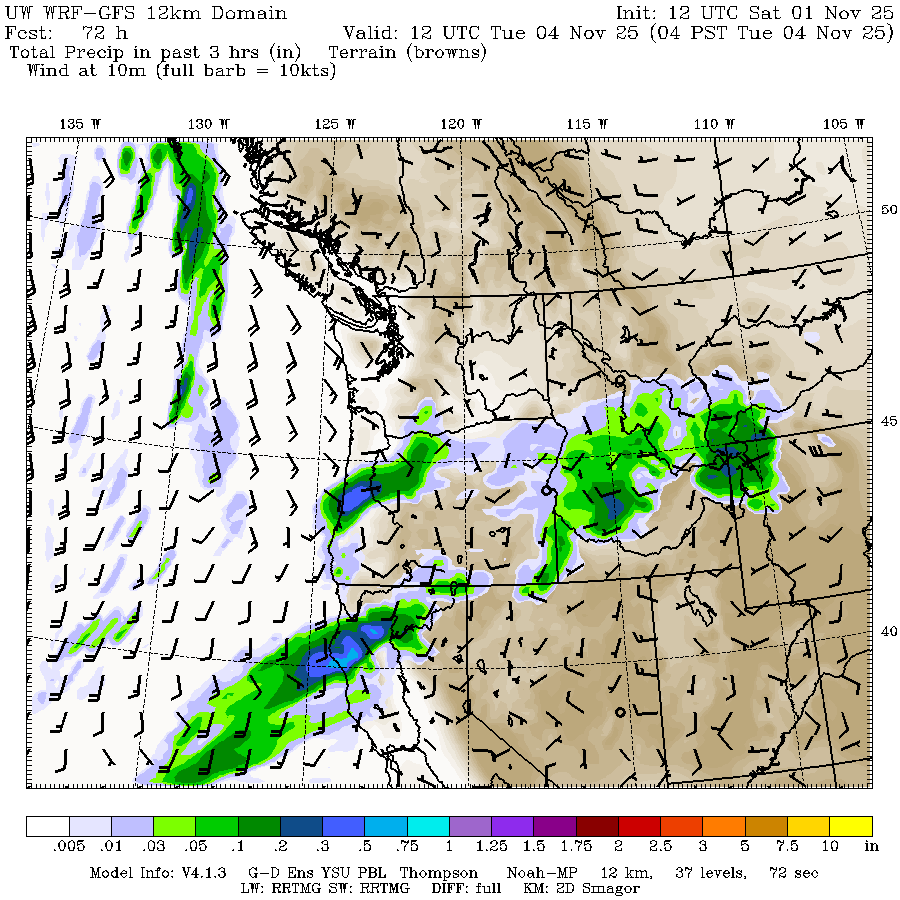 UW WRF-GFS 12km Domain Init: 12 UTC Sat 01 Nov 25
Fcst: 72 h Valid: 12 UTC Tue 04 Nov 25 (04 PST Tue 04 Nov 25)
Total Precip in past 3 hrs (in) Terrain (browns)
Wind at 10m (full barb = 10kts)
135 W 130 W 125 W 120 W 115 W 110 W 105 W
50
45
40
.005 .01 .03 .05 .1 .2 .3 .5 .75 1 1.25 1.5 1.75 2 2.5 3 5 7.5 10 in
Model Info: V4.1.3 G-D Ens YSU PBL Thompson Noah-MP 12 km, 37 levels, 72 sec
LW: RRTMG SW: RRTMG DIFF: full KM: 2D Smagor